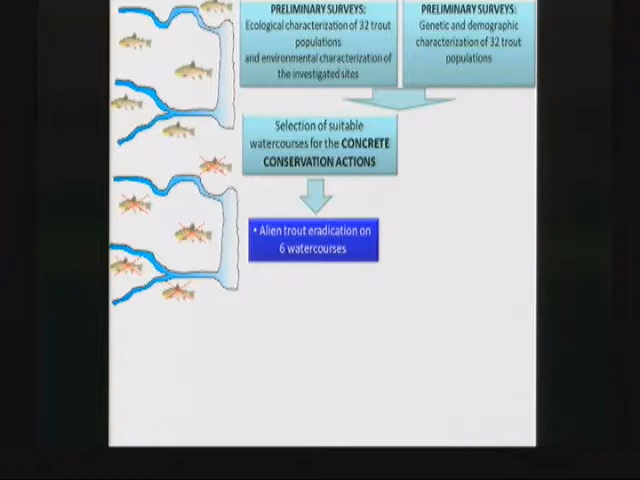 PRELIMINARY SURVEYS:
Ecological characterization of 32 trout
populations
and environmental characterization of
the investigated sites
PRELIMINARY SURVEYS:
Genetic and demographic
characterization of 32 trout
populations
Selection of suitable
watercourses for the CONCRETE
CONSERVATION ACTIONS
• Alien trout eradication on
6 watercourses